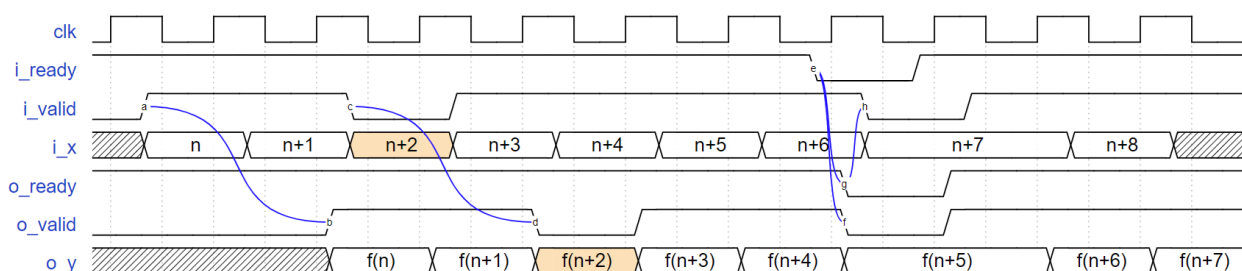 clk
i_ready e
i_valid a c h
i_x n n+1 n+2 n+3 n+4 n+5 n+6 n+7 n+8
o_ready g
o_valid b d f
o_y f(n) f(n+1) f(n+2) f(n+3) f(n+4) f(n+5) f(n+6) f(n+7)